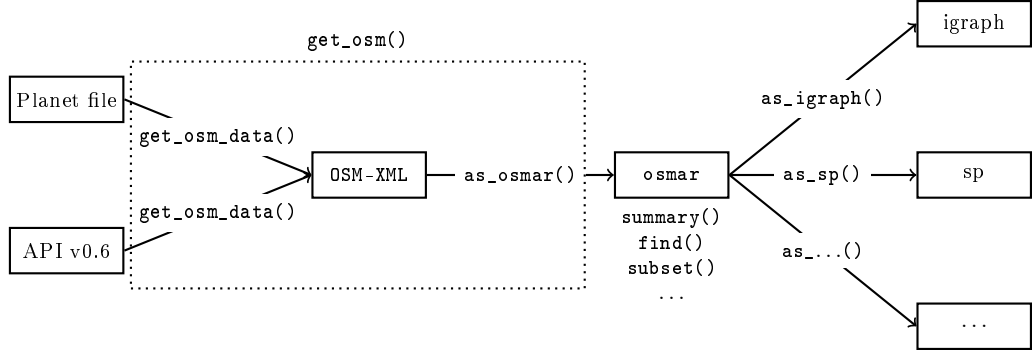 igraph
get_osm()
Planet file
as_igraph()
get_osm_data()
OSM-XML
as_osmar()
osmar
as_sp()
sp
get_osm_data()
summary()
API v0.6
find()
as_...()
subset()
...
...